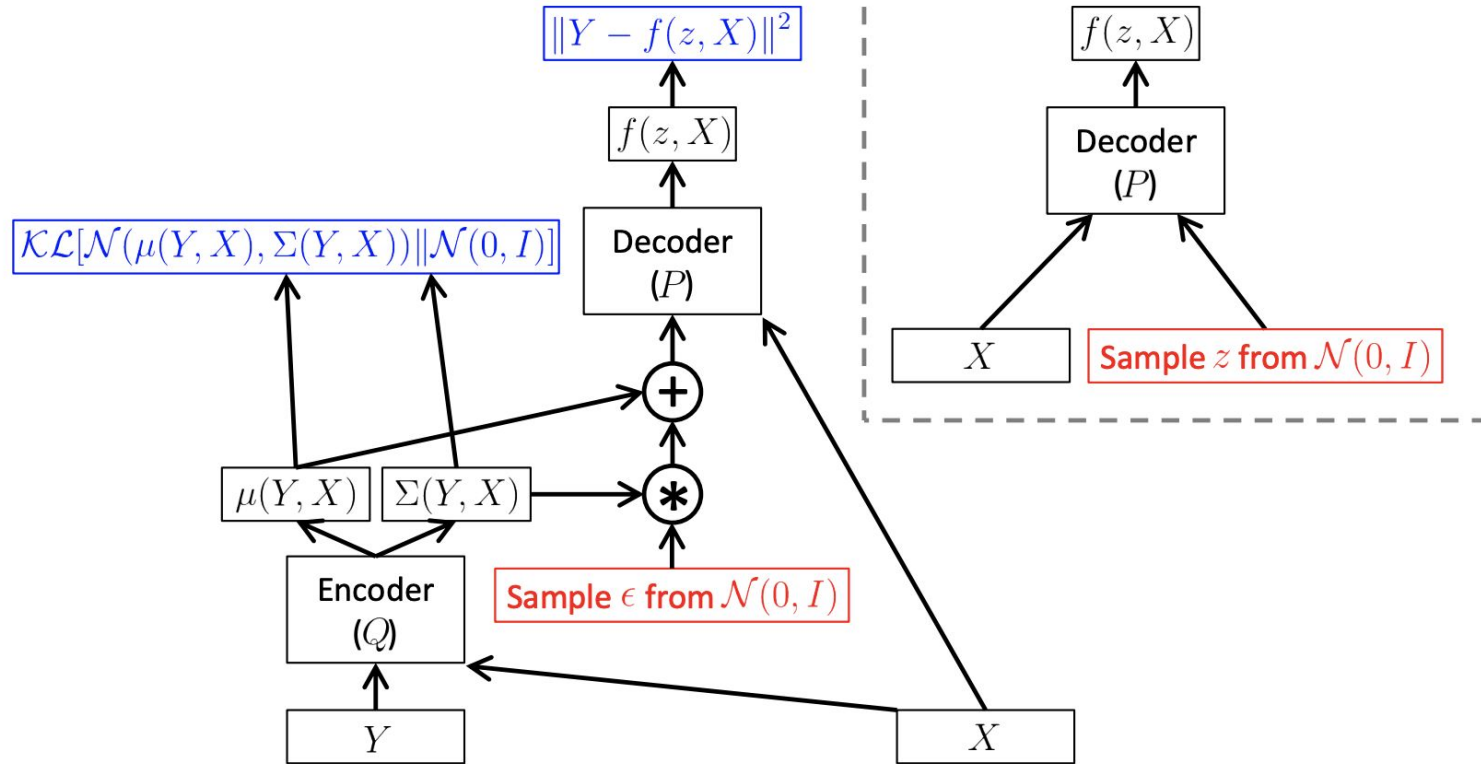 ‖Y − f(z, X)‖²
f(z, X)
Decoder
(P)
𝒦ℒ[𝒩(μ(Y, X), Σ(Y, X))‖𝒩(0, I)]
+
μ(Y, X)
Σ(Y, X)
*
Encoder
(Q)
Sample ϵ from 𝒩(0, I)
Y
X
f(z, X)
Decoder
(P)
X
Sample z from 𝒩(0, I)